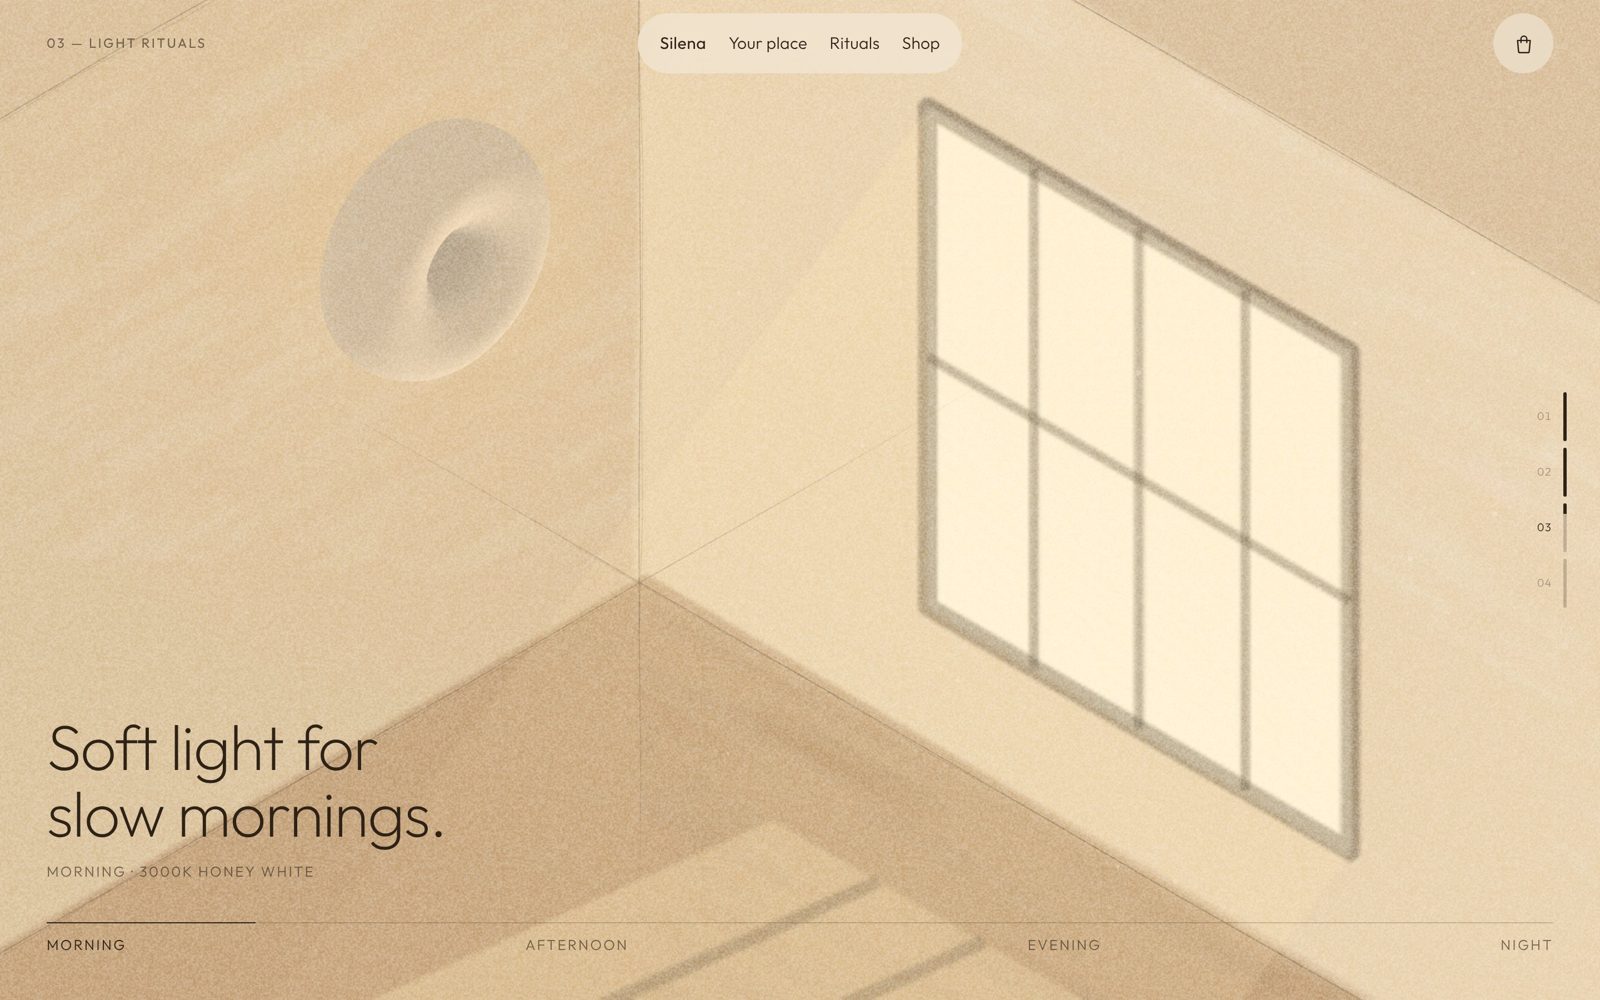 03 — LIGHT RITUALS
Silena Your place Rituals Shop
01
02
03
04
Soft light for
slow mornings.
MORNING · 3000K HONEY WHITE
MORNING AFTERNOON EVENING NIGHT